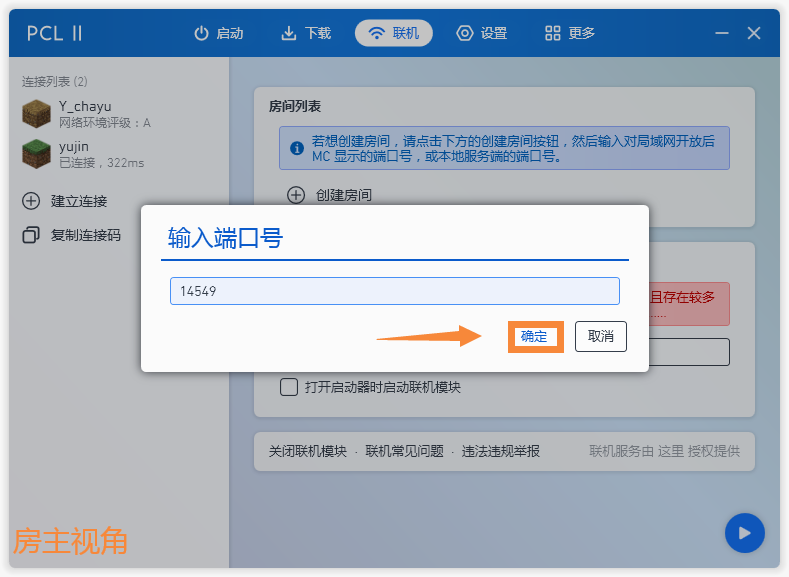 PCL II
启动
下载
联机
设置
更多
连接列表 (2)
Y_chayu
网络环境评级：A
yujin
已连接，322ms
建立连接
复制连接码
房间列表
若想创建房间，请点击下方的创建房间按钮，然后输入对局域网开放后
MC 显示的端口号，或本地服务端的端口号。
创建房间
输入端口号
14549
确定
取消
且存在较多
......
打开启动器时启动联机模块
关闭联机模块 · 联机常见问题 · 违法违规举报
联机服务由 这里 授权提供
房主视角